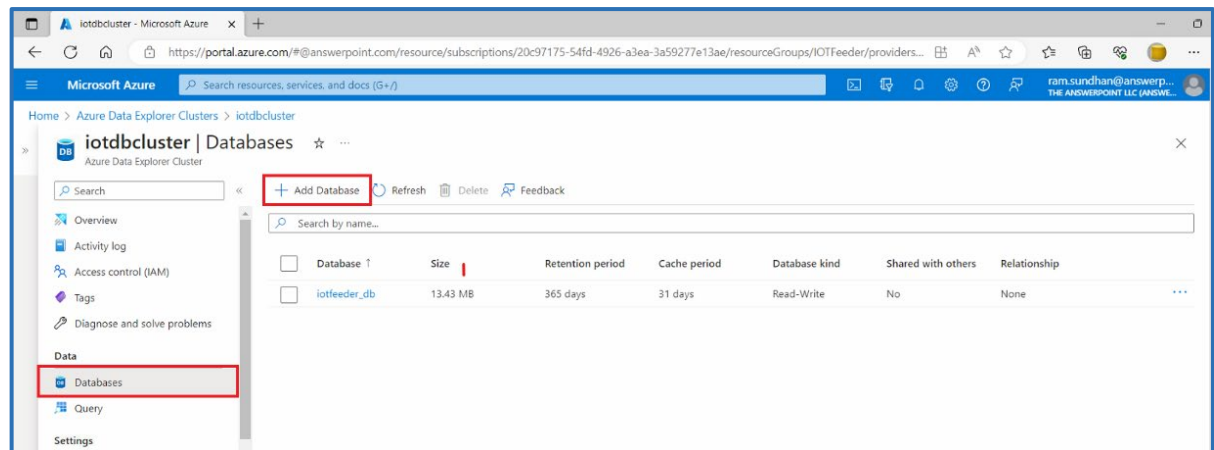 iotdbcluster - Microsoft Azure
https://portal.azure.com/#@answerpoint.com/resource/subscriptions/20c97175-54fd-4926-a3ea-3a59277e13ae/resourceGroups/IOTFeeder/providers...
Microsoft Azure
Search resources, services, and docs (G+/)
ram.sundhan@answerp...
THE ANSWERPOINT LLC (ANSWE...
Home > Azure Data Explorer Clusters > iotdbcluster
DB
iotdbcluster | Databases
Azure Data Explorer Cluster
Search
Add Database
Refresh
Delete
Feedback
Overview
Activity log
Access control (IAM)
Tags
Diagnose and solve problems
Data
Databases
Query
Settings
Search by name...
Database ↑ Size Retention period Cache period Database kind Shared with others Relationship
iotfeeder_db 13.43 MB 365 days 31 days Read-Write No None